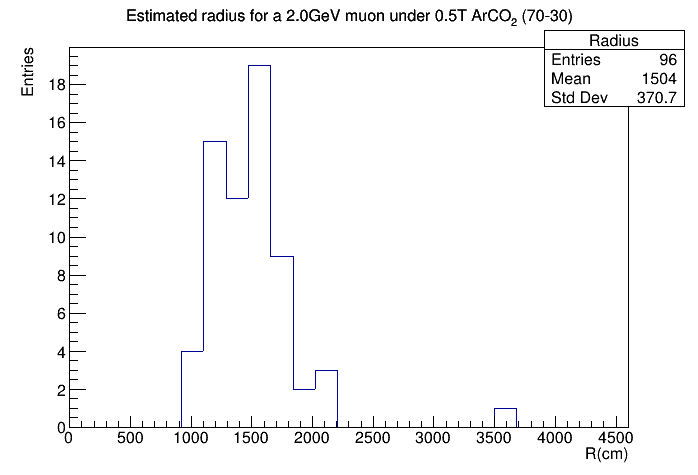 Estimated radius for a 2.0GeV muon under 0.5T ArCO₂ (70-30)
Radius
Entries 96
Mean 1504
Std Dev 370.7
Entries
18
16
14
12
10
8
6
4
2
0
0 500 1000 1500 2000 2500 3000 3500 4000 4500
R(cm)